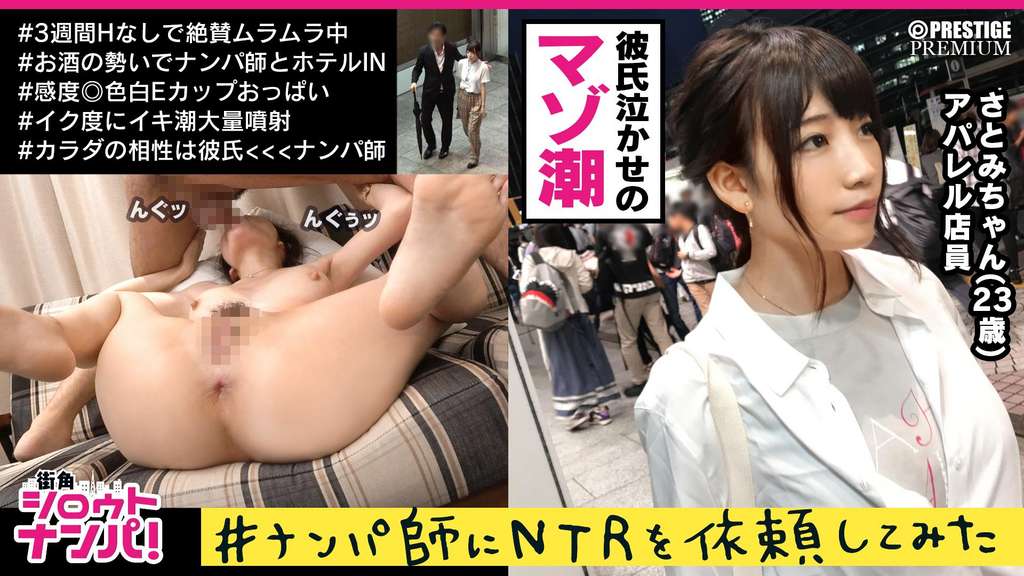 #3週間Hなしで絶賛ムラムラ中
#お酒の勢いでナンパ師とホテルIN
#感度◎色白Eカップおっぱい
#イク度にイキ潮大量噴射
#カラダの相性は彼氏<<<ナンパ師
んぐッ
んぐぅッ
彼氏泣かせの
マゾ潮
©PRESTIGE
PREMIUM
さとみちゃん(23歳)
アパレル店員
街角
シロウト
ナンパ!
#ナンパ師にNTRを依頼してみた